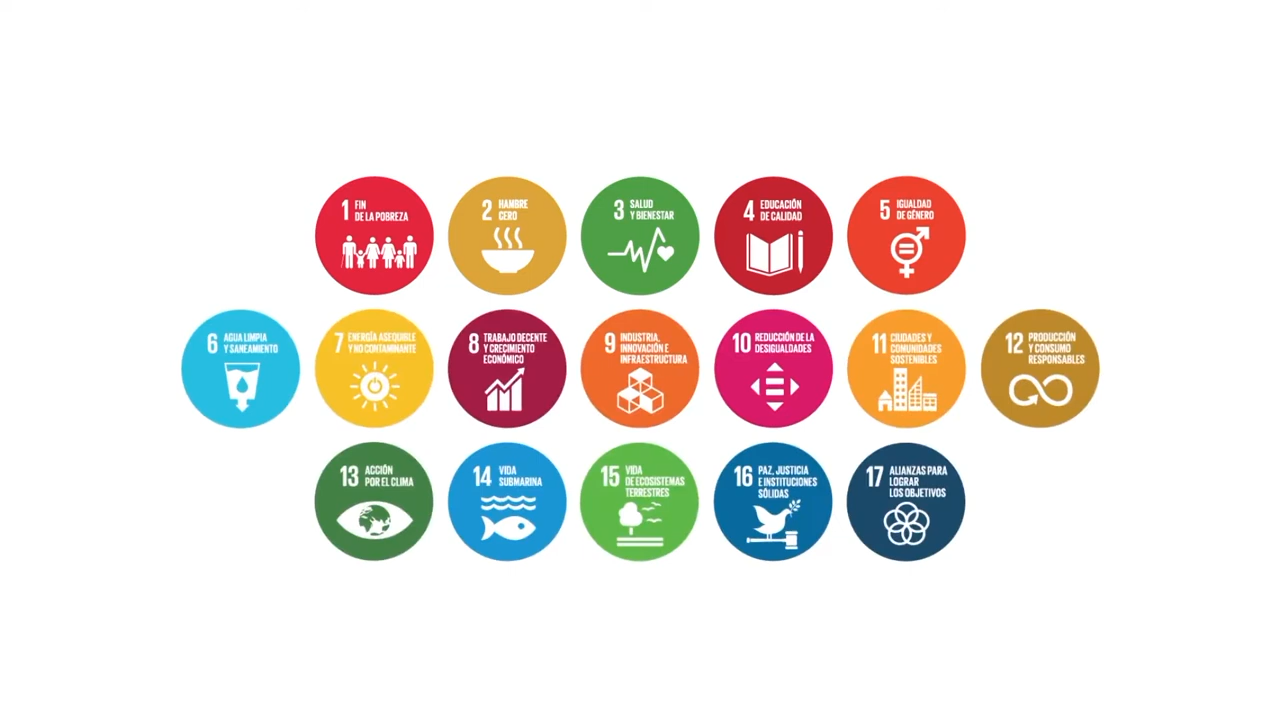 1 FIN
DE LA POBREZA
2 HAMBRE
CERO
3 SALUD
Y BIENESTAR
4 EDUCACIÓN
DE CALIDAD
5 IGUALDAD
DE GÉNERO
6 AGUA LIMPIA
Y SANEAMIENTO
7 ENERGÍA ASEQUIBLE
Y NO CONTAMINANTE
8 TRABAJO DECENTE
Y CRECIMIENTO
ECONÓMICO
9 INDUSTRIA,
INNOVACIÓN E
INFRAESTRUCTURA
10 REDUCCIÓN DE LA
DESIGUALDADES
11 CIUDADES Y
COMUNIDADES
SOSTENIBLES
12 PRODUCCIÓN
Y CONSUMO
RESPONSABLES
13 ACCIÓN
POR EL CLIMA
14 VIDA
SUBMARINA
15 VIDA
DE ECOSISTEMAS
TERRESTRES
16 PAZ, JUSTICIA
E INSTITUCIONES
SÓLIDAS
17 ALIANZAS PARA
LOGRAR
LOS OBJETIVOS